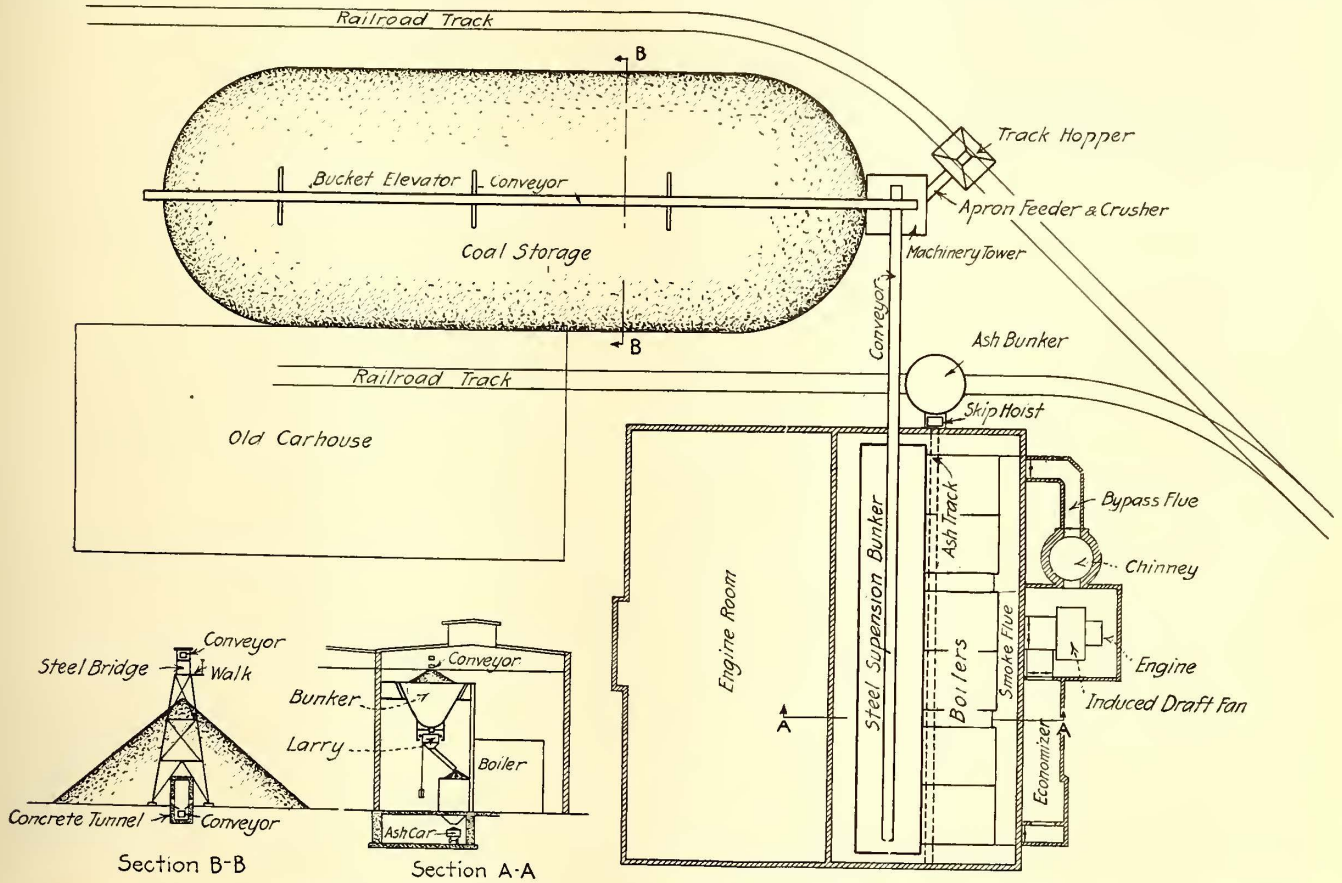 Railroad Track
B
Track Hopper
Bucket Elevator Conveyor
Apron Feeder & Crusher
Coal Storage
Machinery Tower
Conveyor
B
Ash Bunker
Railroad Track
Skip Hoist
Old Carhouse
Engine Room
Steel Supension Bunker
Ash Track
Boilers
Smoke Flue
Bypass Flue
Chinney
Engine
Induced Draft Fan
A
A
Economizer
Conveyor
Steel Bridge
Walk
Concrete Tunnel
Conveyor
Section B-B
Conveyor
Bunker
Larry
Boiler
Ash Car
Section A-A